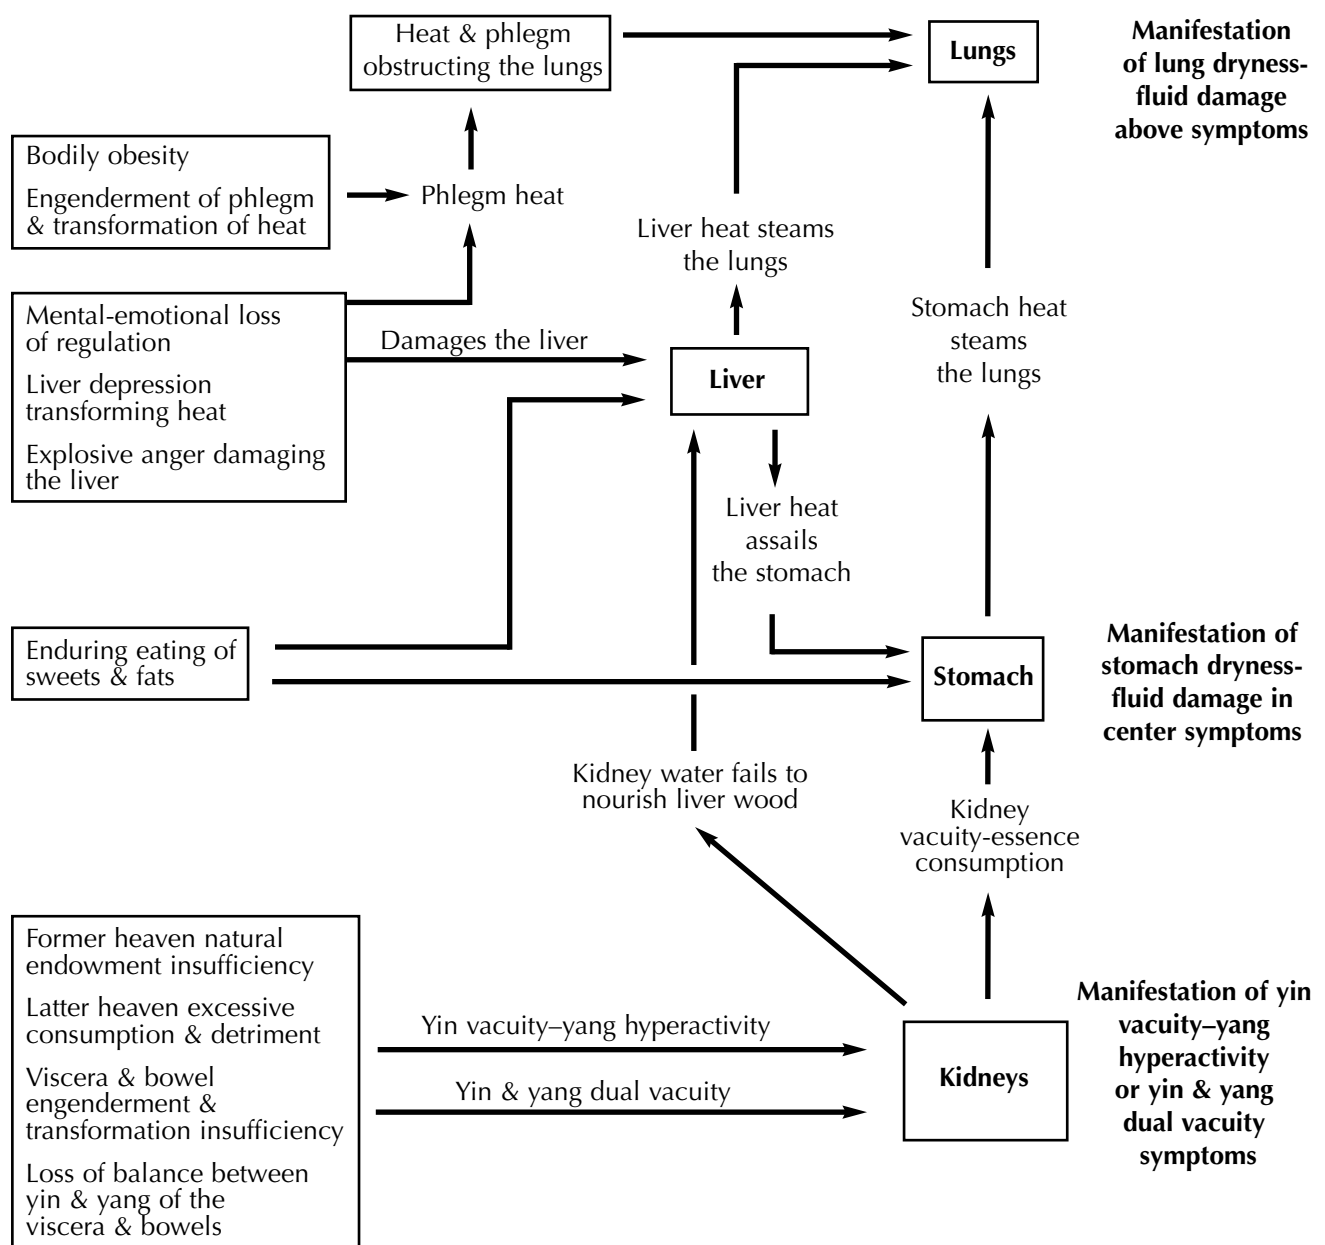 Heat & phlegm
obstructing the lungs
Lungs
Manifestation
of lung dryness-
fluid damage
above symptoms
Bodily obesity
Engenderment of phlegm
& transformation of heat
Phlegm heat
Liver heat steams
the lungs
Stomach heat
steams
the lungs
Mental-emotional loss
of regulation
Liver depression
transforming heat
Explosive anger damaging
the liver
Damages the liver
Liver
Liver heat
assails
the stomach
Enduring eating of
sweets & fats
Stomach
Manifestation of
stomach dryness-
fluid damage in
center symptoms
Kidney water fails to
nourish liver wood
Kidney
vacuity-essence
consumption
Former heaven natural
endowment insufficiency
Latter heaven excessive
consumption & detriment
Viscera & bowel
engenderment &
transformation insufficiency
Loss of balance between
yin & yang of the
viscera & bowels
Yin vacuity–yang hyperactivity
Yin & yang dual vacuity
Kidneys
Manifestation of yin
vacuity–yang
hyperactivity
or yin & yang
dual vacuity
symptoms